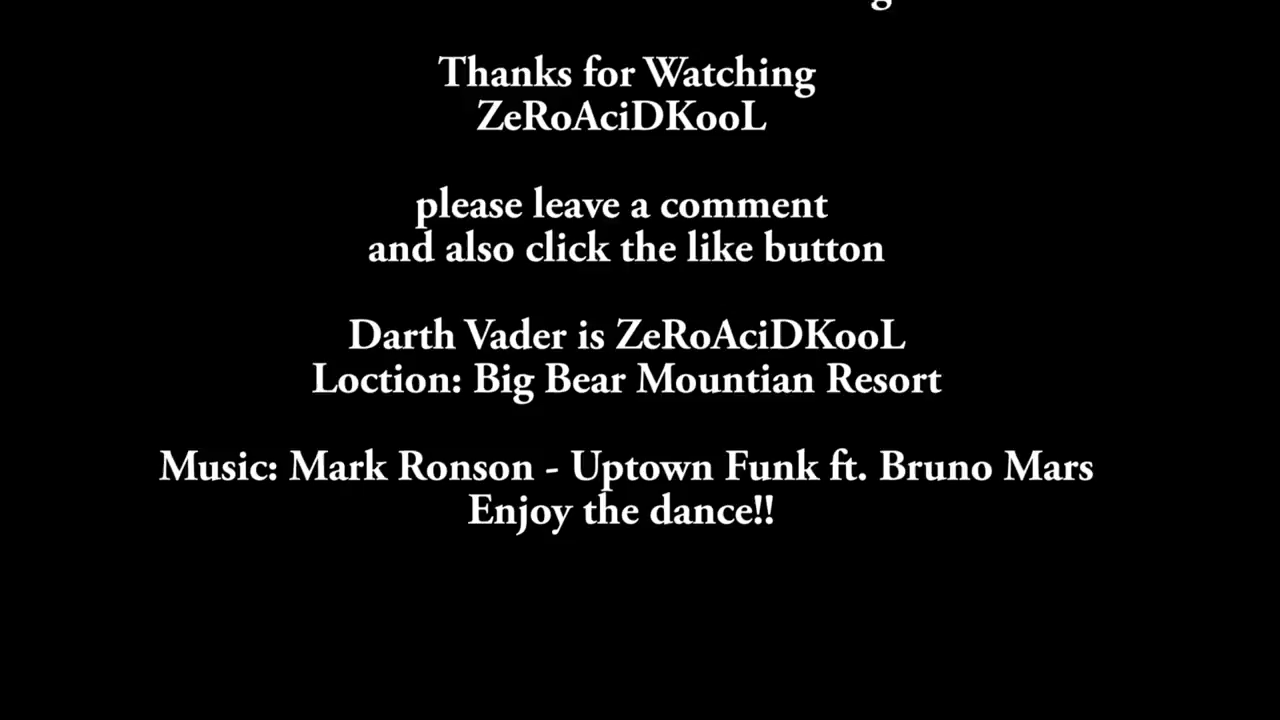 Thanks for Watching
ZeRoAciDKooL
please leave a comment
and also click the like button
Darth Vader is ZeRoAciDKooL
Loction: Big Bear Mountian Resort
Music: Mark Ronson - Uptown Funk ft. Bruno Mars
Enjoy the dance!!